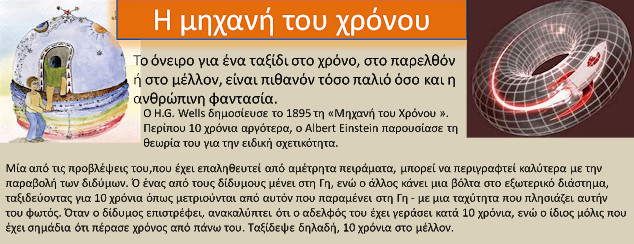 Η μηχανή του χρόνου
Το όνειρο για ένα ταξίδι στο χρόνο, στο παρελθόν
ή στο μέλλον, είναι πιθανόν τόσο παλιό όσο και η
ανθρώπινη φαντασία.
Ο H.G. Wells δημοσίευσε το 1895 τη «Μηχανή του Χρόνου ».
Περίπου 10 χρόνια αργότερα, ο Albert Einstein παρουσίασε τη
θεωρία του για την ειδική σχετικότητα.
Μία από τις προβλέψεις του,που έχει επαληθευτεί από αμέτρητα πειράματα, μπορεί να περιγραφτεί καλύτερα με την
παραβολή των διδύμων. Ό ένας από τους δίδυμους μένει στη Γη, ενώ ο άλλος κάνει μια βόλτα στο εξωτερικό διάστημα,
ταξιδεύοντας για 10 χρόνια όπως μετριούνται από αυτόν που παραμένει στη Γη - με μια ταχύτητα που πλησιάζει αυτήν
του φωτός. Όταν ο δίδυμος επιστρέφει, ανακαλύπτει ότι ο αδελφός του έχει γεράσει κατά 10 χρόνια, ενώ ο ίδιος μόλις που
έχει σημάδια ότι πέρασε χρόνος από πάνω του. Ταξίδεψε δηλαδή, 10 χρόνια στο μέλλον.